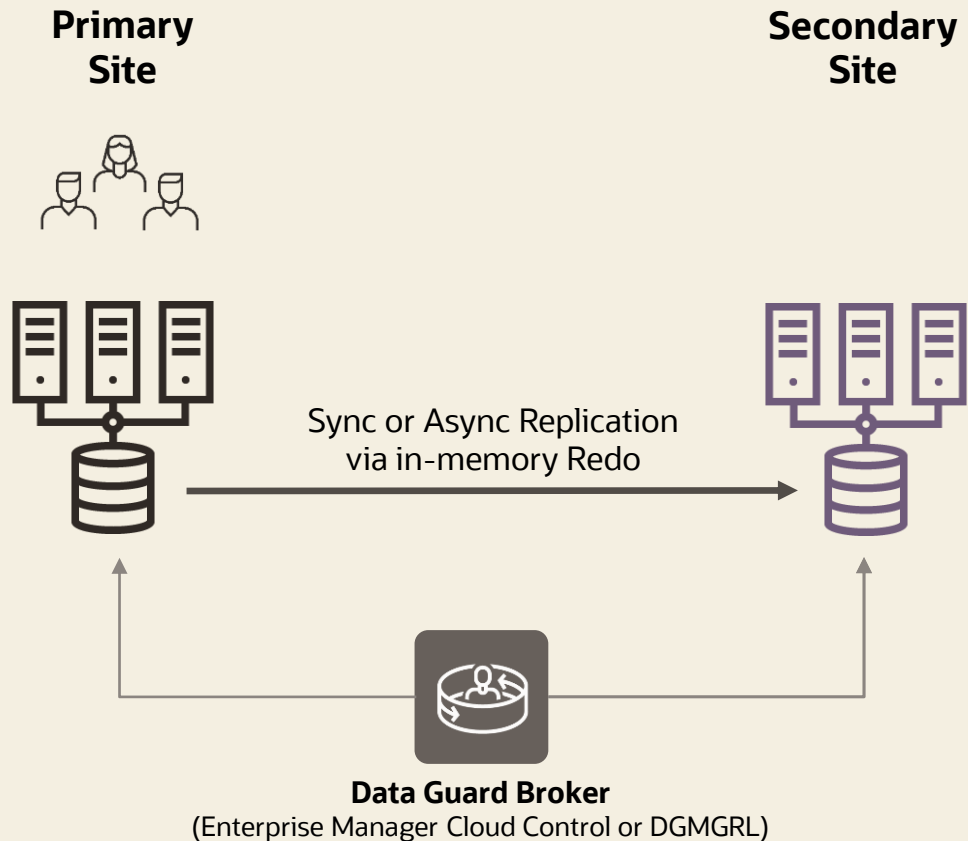 Primary
Site
Secondary
Site
Sync or Async Replication
via in-memory Redo
Data Guard Broker
(Enterprise Manager Cloud Control or DGMGRL)